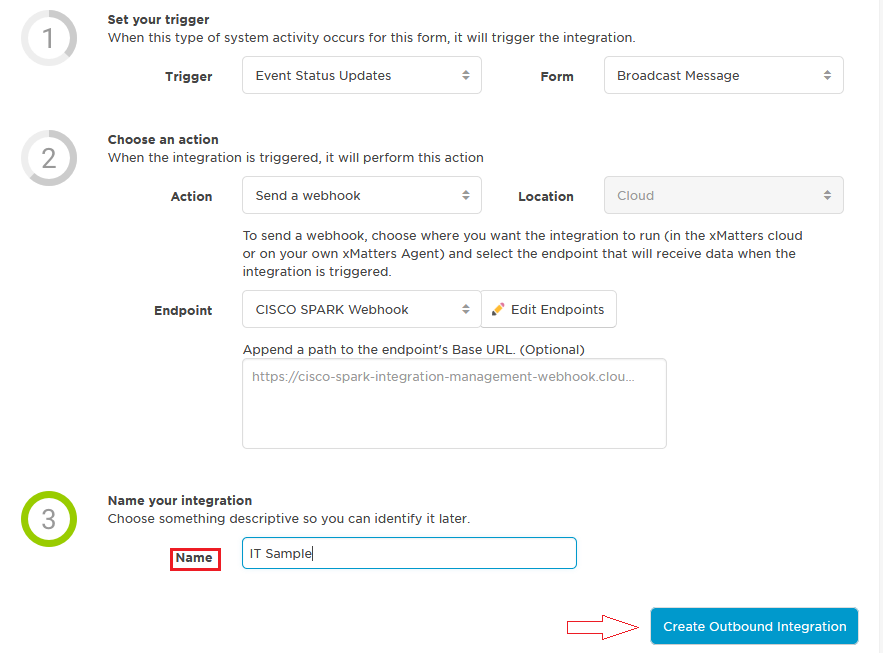 1
Set your trigger
When this type of system activity occurs for this form, it will trigger the integration.
Trigger Event Status Updates Form Broadcast Message
2
Choose an action
When the integration is triggered, it will perform this action
Action Send a webhook Location Cloud
To send a webhook, choose where you want the integration to run (in the xMatters cloud
or on your own xMatters Agent) and select the endpoint that will receive data when the
integration is triggered.
Endpoint CISCO SPARK Webhook Edit Endpoints
Append a path to the endpoint's Base URL. (Optional)
https://cisco-spark-integration-management-webhook.clou...
3
Name your integration
Choose something descriptive so you can identify it later.
Name IT Sample
Create Outbound Integration